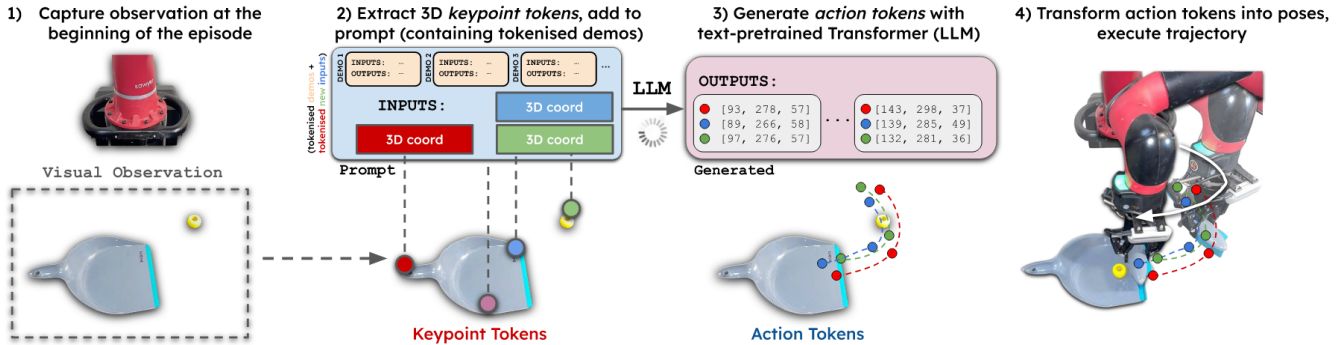 1) Capture observation at the
beginning of the episode
Visual Observation
2) Extract 3D keypoint tokens, add to
prompt (containing tokenised demos)
(tokenised demos +
tokenised new inputs)
DEMO 1
INPUTS: …
OUTPUTS: …
DEMO 2
INPUTS: …
OUTPUTS: …
DEMO 3
INPUTS: …
OUTPUTS: …
...
INPUTS:
3D coord
3D coord
3D coord
Prompt
Keypoint Tokens
LLM
3) Generate action tokens with
text-pretrained Transformer (LLM)
OUTPUTS:
[93, 278, 57]
[89, 266, 58]
[97, 276, 57]
...
[143, 298, 37]
[139, 285, 49]
[132, 281, 36]
Generated
Action Tokens
4) Transform action tokens into poses,
execute trajectory